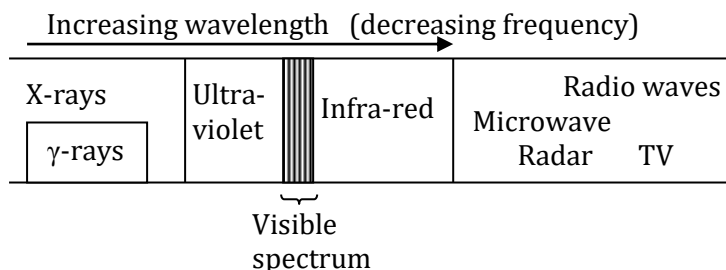 Increasing wavelength (decreasing frequency)
X-rays
γ-rays
Ultra-
violet
Infra-red
Radio waves
Microwave
Radar TV
Visible
spectrum